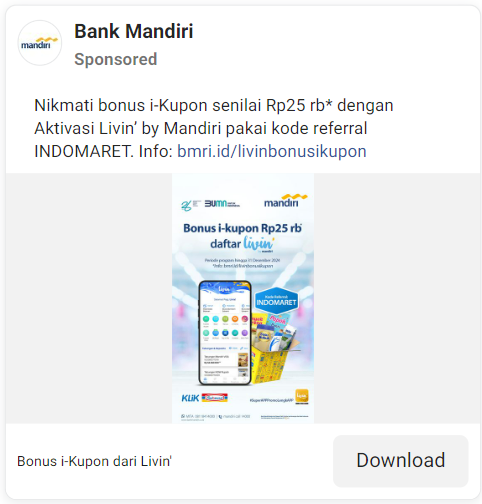 mandiri
Bank Mandiri
Sponsored
Nikmati bonus i-Kupon senilai Rp25 rb* dengan
Aktivasi Livin’ by Mandiri pakai kode referral
INDOMARET. Info: bmri.id/livinbonusikupon
BUMN
mandiri
Bonus i-kupon Rp25 rb*
daftar livin'
Kode Referral
INDOMARET
KLIK
Indomaret
Bonus i-Kupon dari Livin'
Download